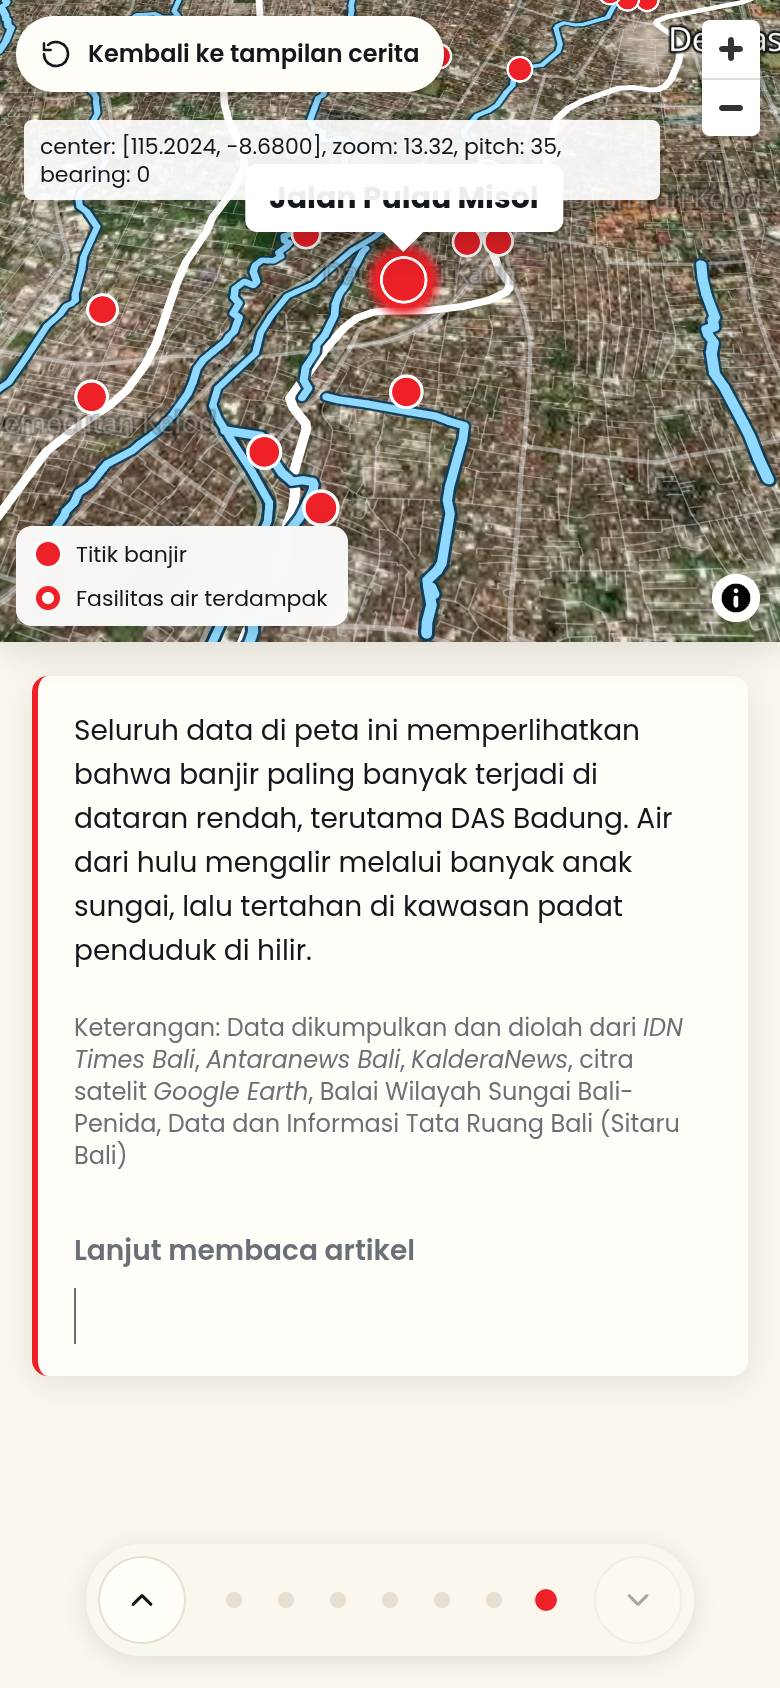 Kembali ke tampilan cerita
center: [115.2024, -8.6800], zoom: 13.32, pitch: 35,
bearing: 0
Jalan Pulau Misol
Titik banjir
Fasilitas air terdampak
Seluruh data di peta ini memperlihatkan
bahwa banjir paling banyak terjadi di
dataran rendah, terutama DAS Badung. Air
dari hulu mengalir melalui banyak anak
sungai, lalu tertahan di kawasan padat
penduduk di hilir.
Keterangan: Data dikumpulkan dan diolah dari IDN
Times Bali, Antaranews Bali, KalderaNews, citra
satelit Google Earth, Balai Wilayah Sungai Bali-
Penida, Data dan Informasi Tata Ruang Bali (Sitaru
Bali)
Lanjut membaca artikel